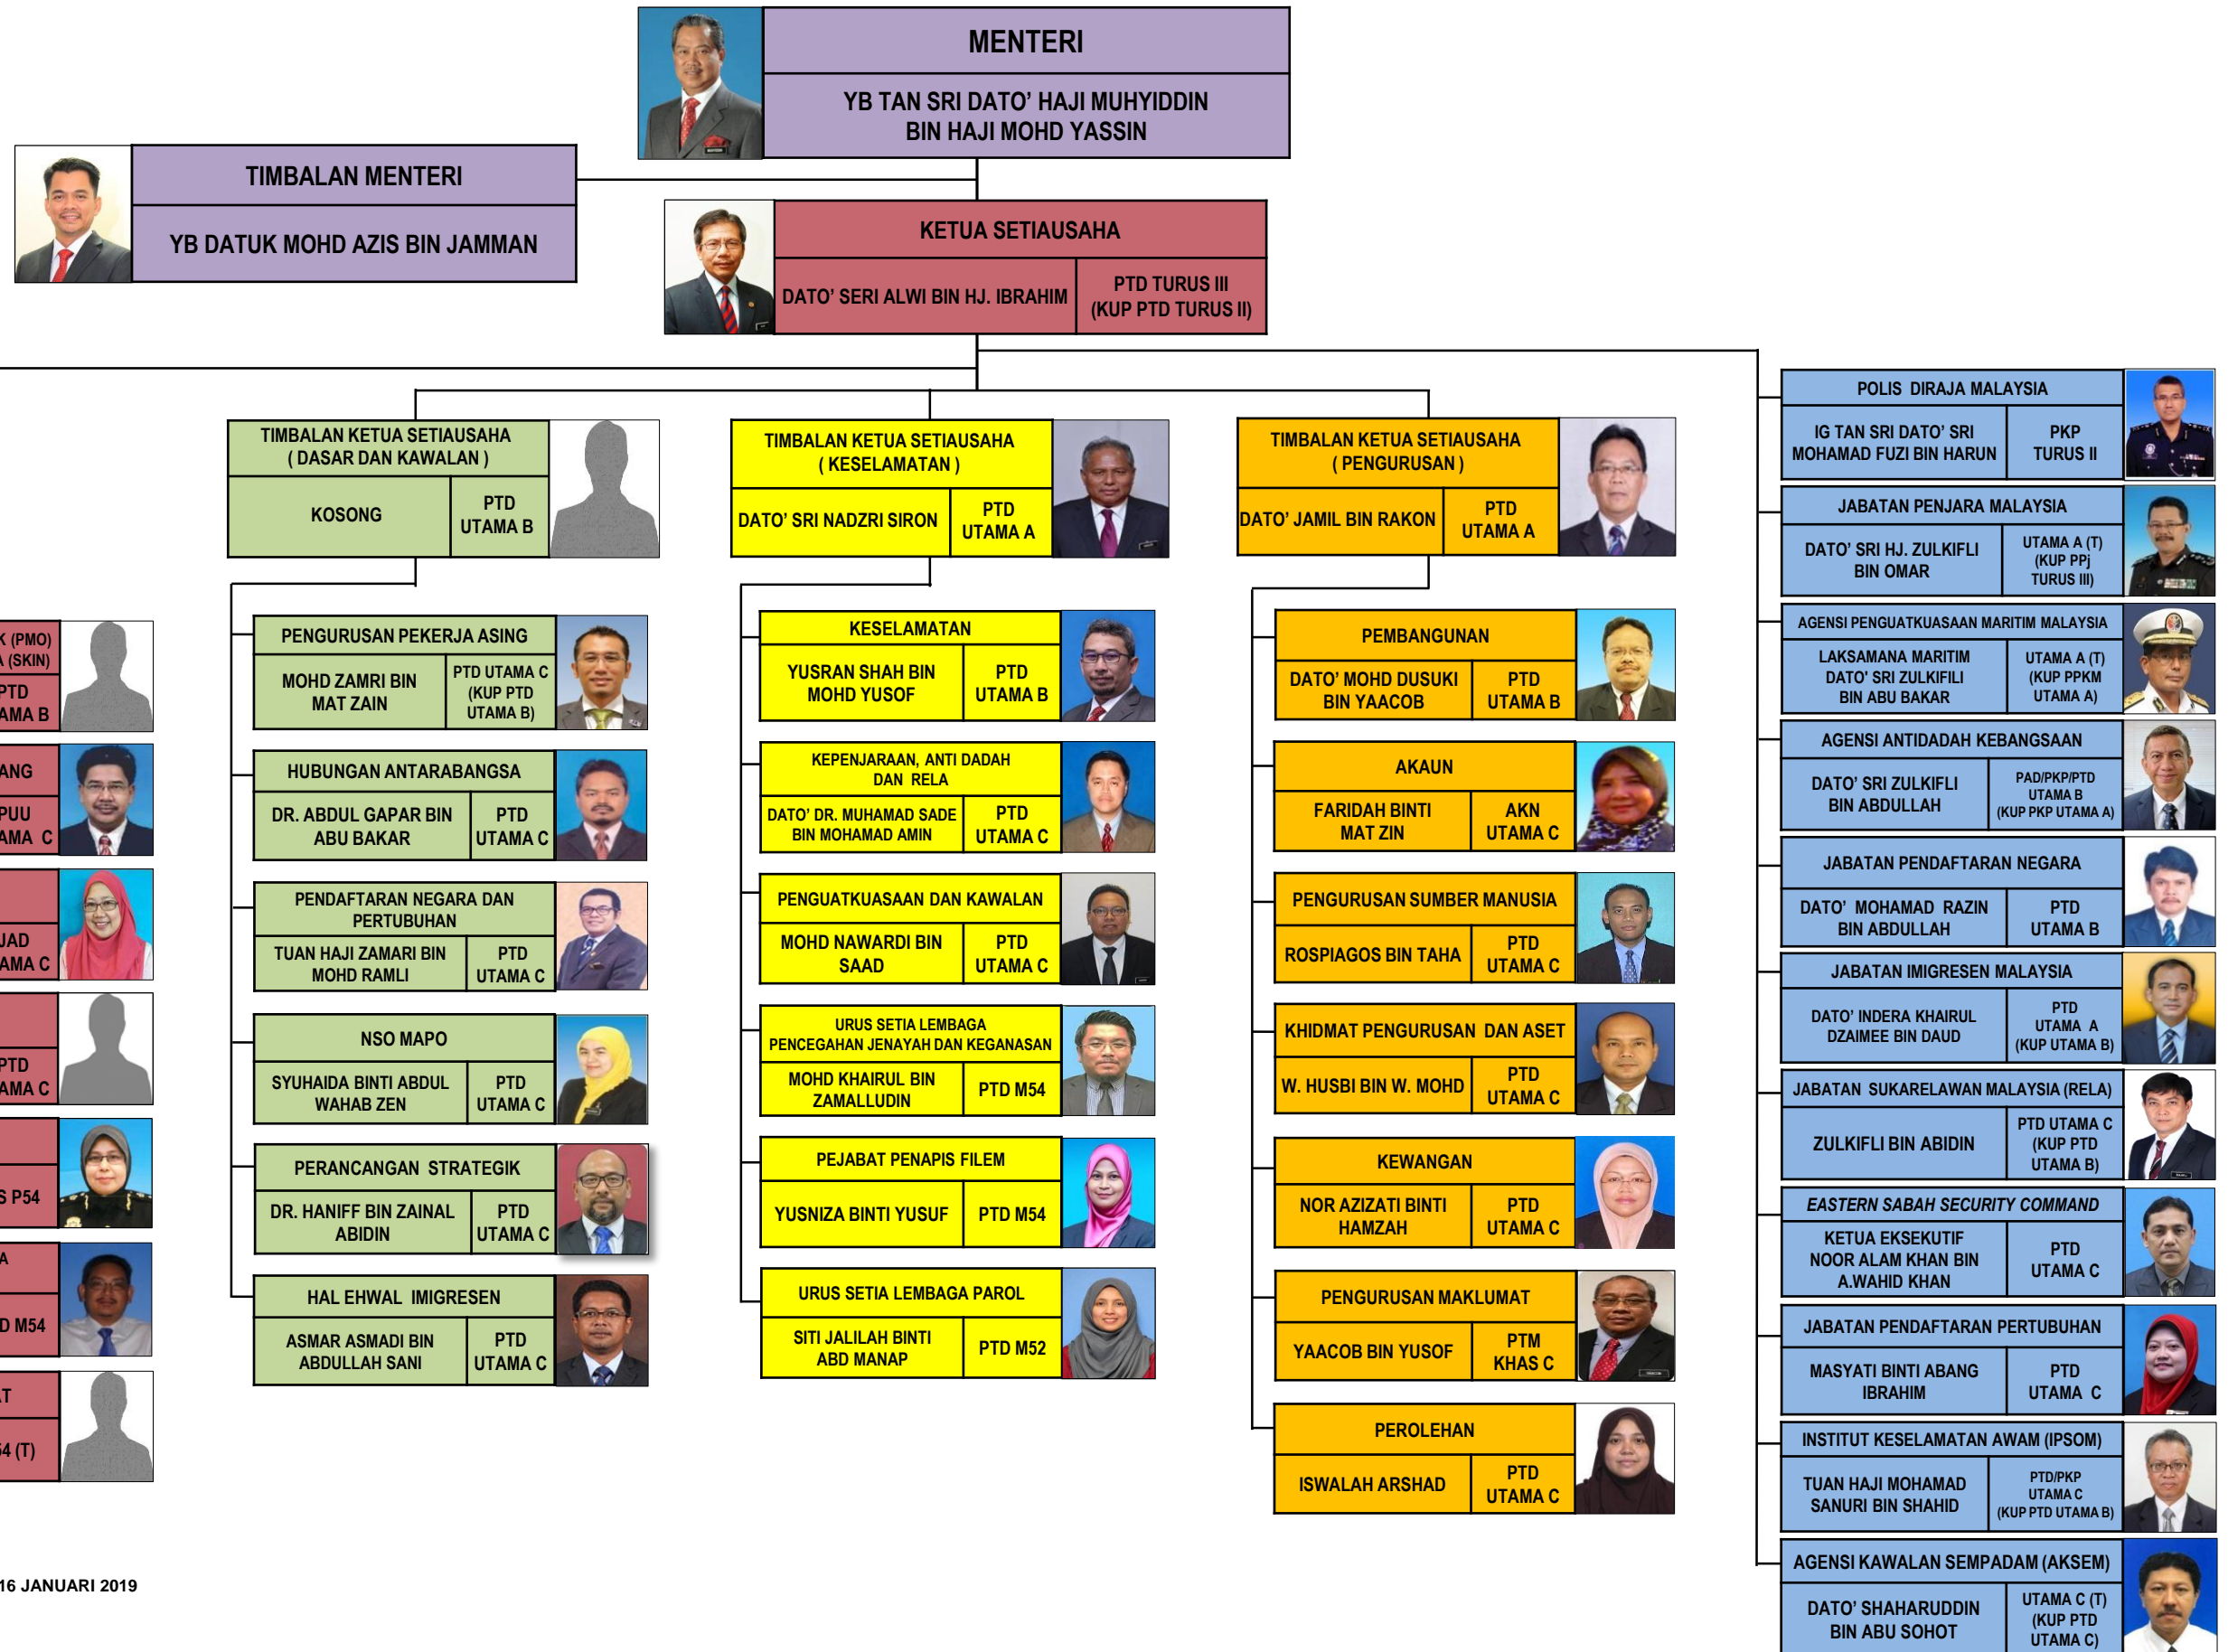 MENTERI
YB TAN SRI DATO’ HAJI MUHYIDDIN
BIN HAJI MOHD YASSIN
TIMBALAN MENTERI
YB DATUK MOHD AZIS BIN JAMMAN
KETUA SETIAUSAHA
DATO’ SERI ALWI BIN HJ. IBRAHIM
PTD TURUS III
(KUP PTD TURUS II)
K (PMO)
A (SKIN)
PTD
AMA B
ANG
PUU
AMA C
JAD
AMA C
PTD
AMA C
S P54
A
D M54
AT
54 (T)
TIMBALAN KETUA SETIAUSAHA
( DASAR DAN KAWALAN )
KOSONG
PTD
UTAMA B
PENGURUSAN PEKERJA ASING
MOHD ZAMRI BIN
MAT ZAIN
PTD UTAMA C
(KUP PTD
UTAMA B)
HUBUNGAN ANTARABANGSA
DR. ABDUL GAPAR BIN
ABU BAKAR
PTD
UTAMA C
PENDAFTARAN NEGARA DAN
PERTUBUHAN
TUAN HAJI ZAMARI BIN
MOHD RAMLI
PTD
UTAMA C
NSO MAPO
SYUHAIDA BINTI ABDUL
WAHAB ZEN
PTD
UTAMA C
PERANCANGAN STRATEGIK
DR. HANIFF BIN ZAINAL
ABIDIN
PTD
UTAMA C
HAL EHWAL IMIGRESEN
ASMAR ASMADI BIN
ABDULLAH SANI
PTD
UTAMA C
TIMBALAN KETUA SETIAUSAHA
( KESELAMATAN )
DATO’ SRI NADZRI SIRON
PTD
UTAMA A
KESELAMATAN
YUSRAN SHAH BIN
MOHD YUSOF
PTD
UTAMA B
KEPENJARAAN, ANTI DADAH
DAN RELA
DATO’ DR. MUHAMAD SADE
BIN MOHAMAD AMIN
PTD
UTAMA C
PENGUATKUASAAN DAN KAWALAN
MOHD NAWARDI BIN
SAAD
PTD
UTAMA C
URUS SETIA LEMBAGA
PENCEGAHAN JENAYAH DAN KEGANASAN
MOHD KHAIRUL BIN
ZAMALLUDIN
PTD M54
PEJABAT PENAPIS FILEM
YUSNIZA BINTI YUSUF
PTD M54
URUS SETIA LEMBAGA PAROL
SITI JALILAH BINTI
ABD MANAP
PTD M52
TIMBALAN KETUA SETIAUSAHA
( PENGURUSAN )
DATO’ JAMIL BIN RAKON
PTD
UTAMA A
PEMBANGUNAN
DATO’ MOHD DUSUKI
BIN YAACOB
PTD
UTAMA B
AKAUN
FARIDAH BINTI
MAT ZIN
AKN
UTAMA C
PENGURUSAN SUMBER MANUSIA
ROSPIAGOS BIN TAHA
PTD
UTAMA C
KHIDMAT PENGURUSAN DAN ASET
W. HUSBI BIN W. MOHD
PTD
UTAMA C
KEWANGAN
NOR AZIZATI BINTI
HAMZAH
PTD
UTAMA C
PENGURUSAN MAKLUMAT
YAACOB BIN YUSOF
PTM
KHAS C
PEROLEHAN
ISWALAH ARSHAD
PTD
UTAMA C
POLIS DIRAJA MALAYSIA
IG TAN SRI DATO’ SRI
MOHAMAD FUZI BIN HARUN
PKP
TURUS II
JABATAN PENJARA MALAYSIA
DATO’ SRI HJ. ZULKIFLI
BIN OMAR
UTAMA A (T)
(KUP PPj
TURUS III)
AGENSI PENGUATKUASAAN MARITIM MALAYSIA
LAKSAMANA MARITIM
DATO’ SRI ZULKIFILI
BIN ABU BAKAR
UTAMA A (T)
(KUP PPKM
UTAMA A)
AGENSI ANTIDADAH KEBANGSAAN
DATO’ SRI ZULKIFLI
BIN ABDULLAH
PAD/PKP/PTD
UTAMA B
(KUP PKP UTAMA A)
JABATAN PENDAFTARAN NEGARA
DATO’ MOHAMAD RAZIN
BIN ABDULLAH
PTD
UTAMA B
JABATAN IMIGRESEN MALAYSIA
DATO’ INDERA KHAIRUL
DZAIMEE BIN DAUD
PTD
UTAMA A
(KUP UTAMA B)
JABATAN SUKARELAWAN MALAYSIA (RELA)
ZULKIFLI BIN ABIDIN
PTD UTAMA C
(KUP PTD
UTAMA B)
EASTERN SABAH SECURITY COMMAND
KETUA EKSEKUTIF
NOOR ALAM KHAN BIN
A.WAHID KHAN
PTD
UTAMA C
JABATAN PENDAFTARAN PERTUBUHAN
MASYATI BINTI ABANG
IBRAHIM
PTD
UTAMA C
INSTITUT KESELAMATAN AWAM (IPSOM)
TUAN HAJI MOHAMAD
SANURI BIN SHAHID
PTD/PKP
UTAMA C
(KUP PTD UTAMA B)
AGENSI KAWALAN SEMPADAM (AKSEM)
DATO’ SHAHARUDDIN
BIN ABU SOHOT
UTAMA C (T)
(KUP PTD
UTAMA C)
16 JANUARI 2019